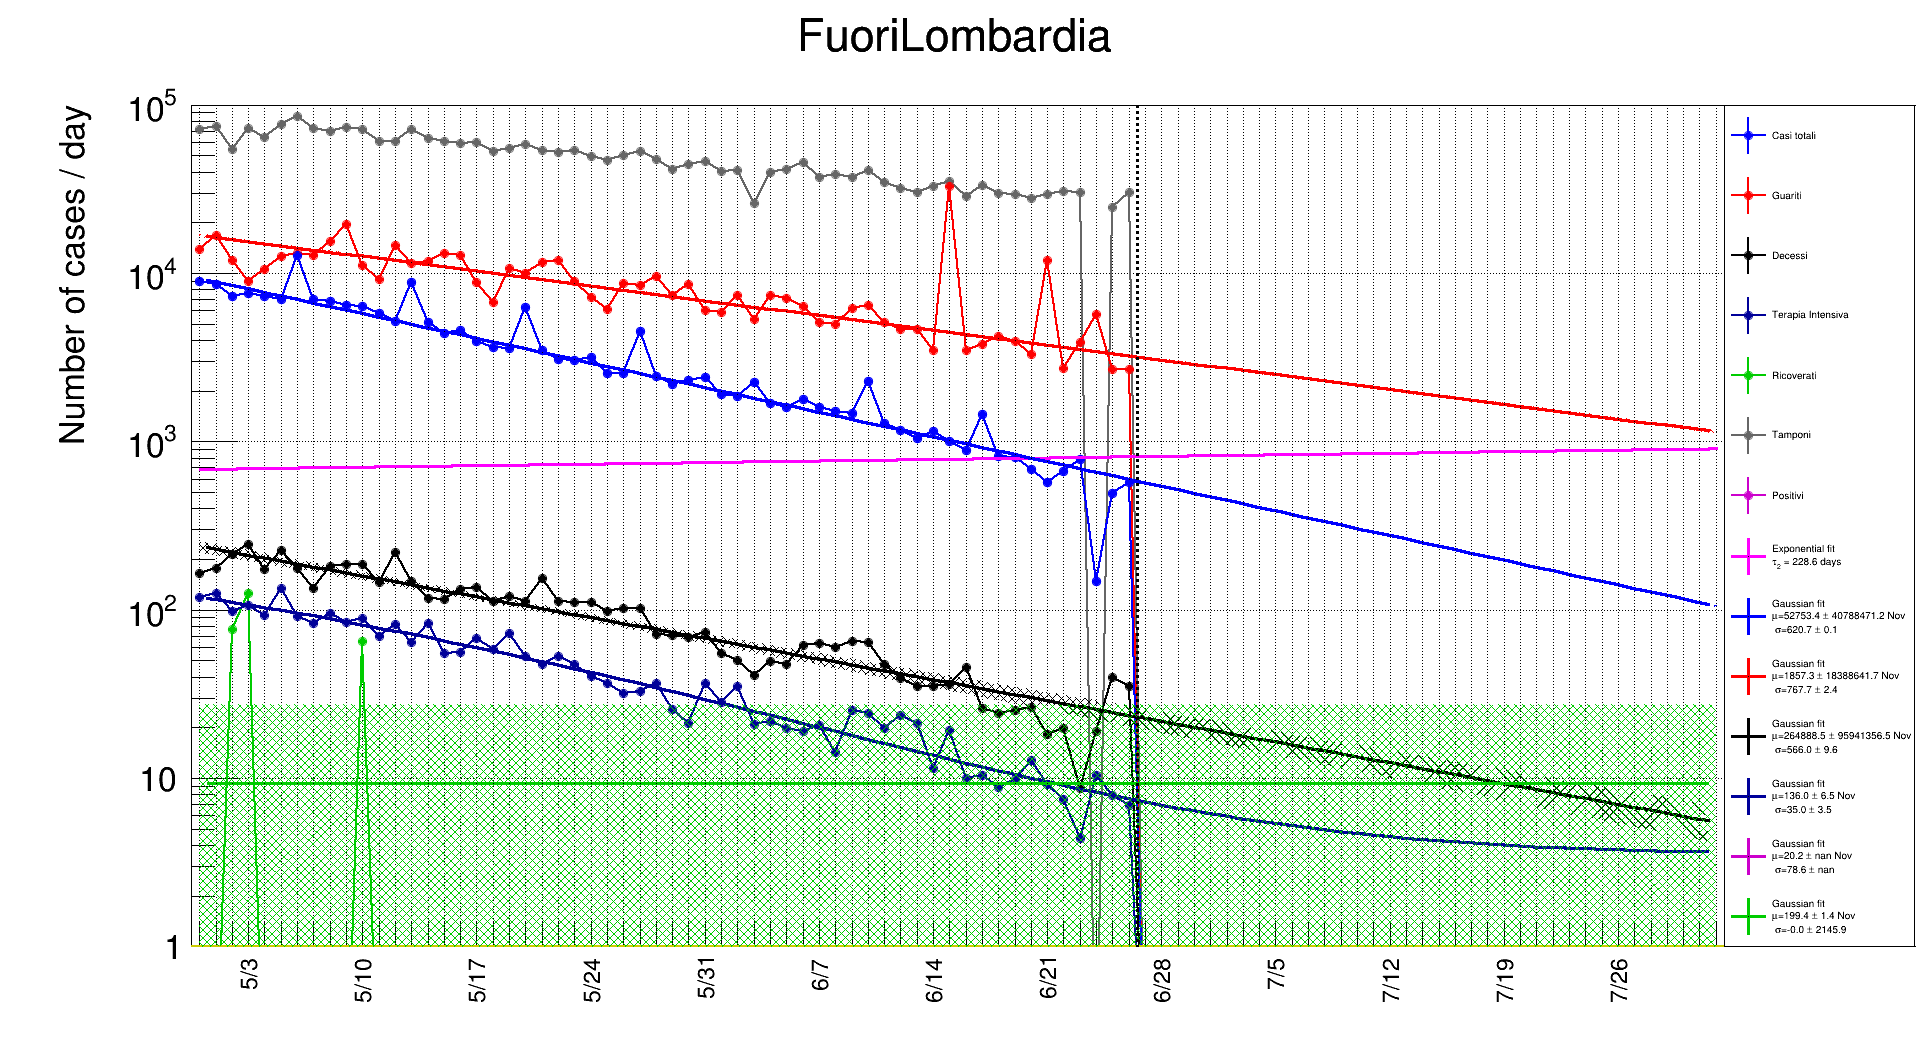 FuoriLombardia
Number of cases / day
10^5
10^4
10^3
10^2
10
1
5/3
5/10
5/17
5/24
5/31
6/7
6/14
6/21
6/28
7/5
7/12
7/19
7/26
Casi totali
Guariti
Decessi
Terapia Intensiva
Ricoverati
Tamponi
Positivi
Exponential fit
τ₂ = 228.6 days
Gaussian fit
μ=52753.4 ± 40788471.2 Nov
σ=620.7 ± 0.1
Gaussian fit
μ=1857.3 ± 18388641.7 Nov
σ=767.7 ± 2.4
Gaussian fit
μ=264888.5 ± 95941356.5 Nov
σ=566.0 ± 9.6
Gaussian fit
μ=136.0 ± 6.5 Nov
σ=35.0 ± 3.5
Gaussian fit
μ=20.2 ± nan Nov
σ=78.6 ± nan
Gaussian fit
μ=199.4 ± 1.4 Nov
σ=-0.0 ± 2145.9